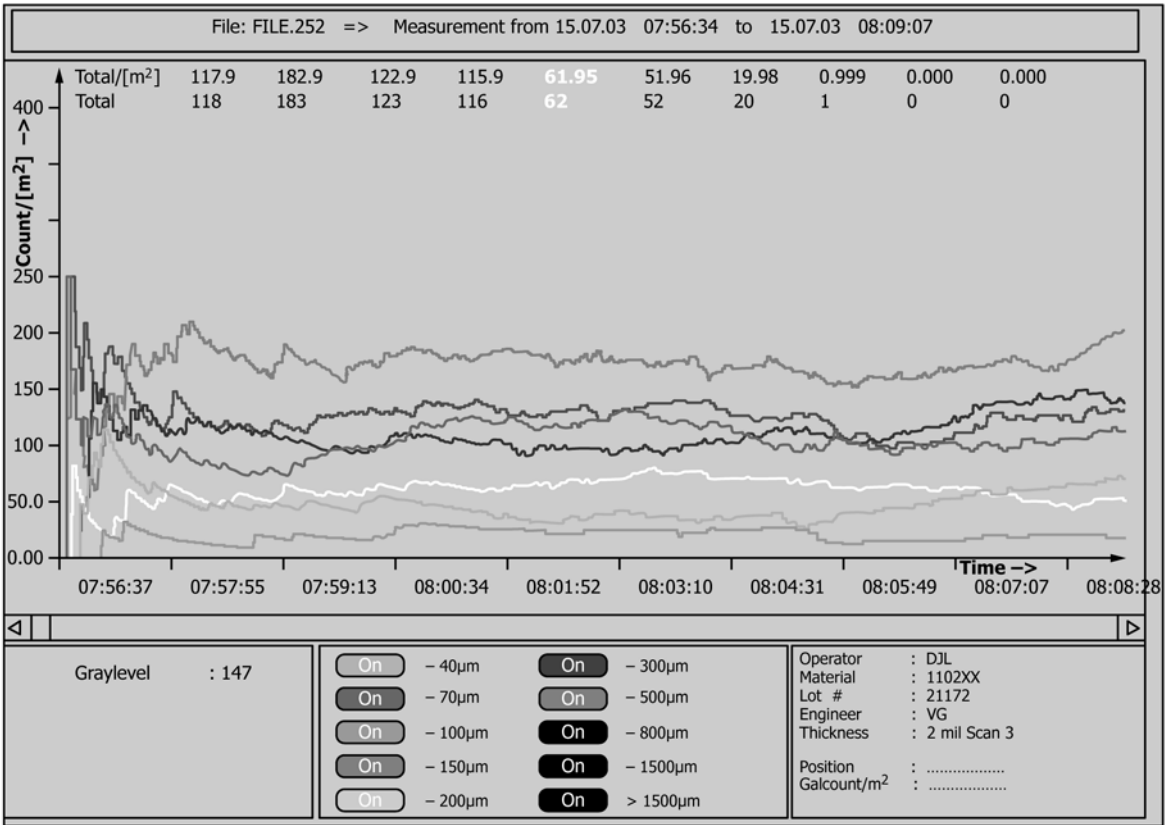 File: FILE.252 => Measurement from 15.07.03 07:56:34 to 15.07.03 08:09:07
Total/[m²] 117.9 182.9 122.9 115.9 61.95 51.96 19.98 0.999 0.000 0.000
Total 118 183 123 116 62 52 20 1 0 0
Count/[m²] –>
400
250
200
150
100
50.0
0.00
Time –>
07:56:37 07:57:55 07:59:13 08:00:34 08:01:52 08:03:10 08:04:31 08:05:49 08:07:07 08:08:28
Graylevel : 147
On – 40µm
On – 70µm
On – 100µm
On – 150µm
On – 200µm
On – 300µm
On – 500µm
On – 800µm
On – 1500µm
On > 1500µm
Operator : DJL
Material : 1102XX
Lot # : 21172
Engineer : VG
Thickness : 2 mil Scan 3
Position : ..................
Galcount/m² : ..................